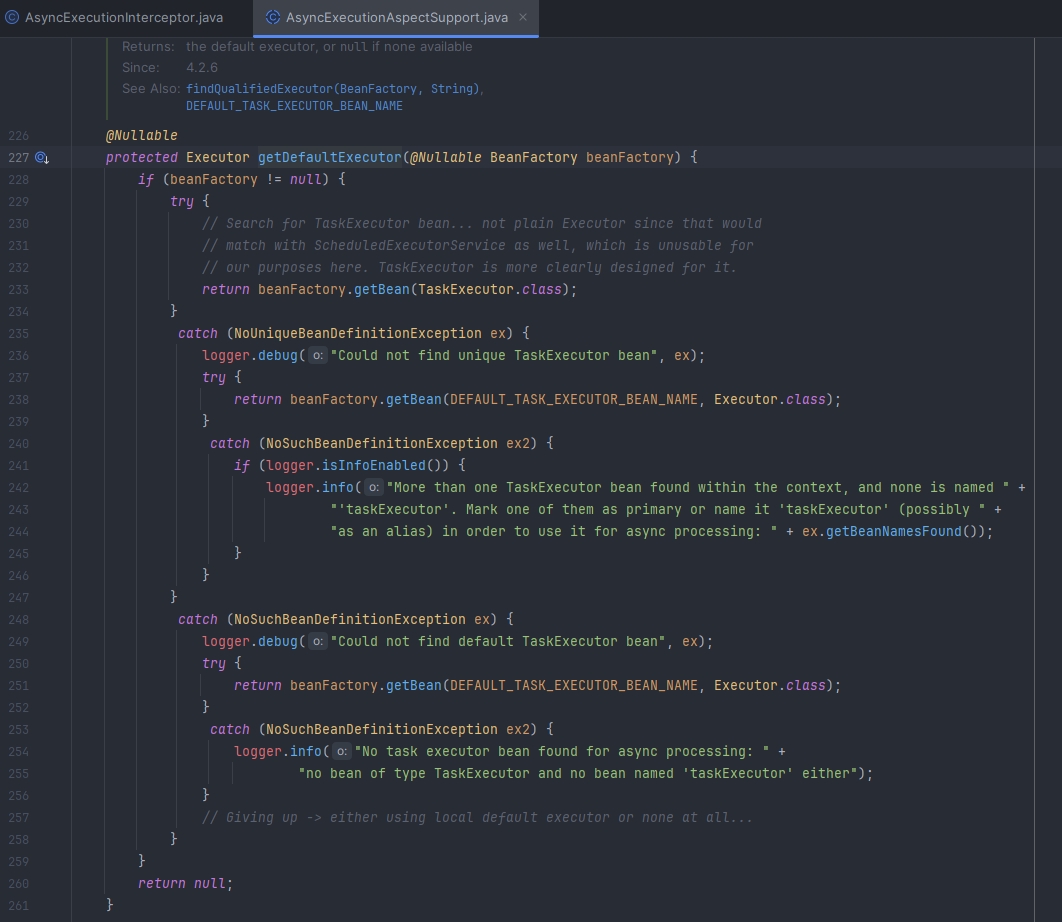 AsyncExecutionInterceptor.java AsyncExecutionAspectSupport.java
Returns: the default executor, or null if none available
Since: 4.2.6
See Also: findQualifiedExecutor(BeanFactory, String),
DEFAULT_TASK_EXECUTOR_BEAN_NAME
226 @Nullable
227 protected Executor getDefaultExecutor(@Nullable BeanFactory beanFactory) {
228 if (beanFactory != null) {
229 try {
230 // Search for TaskExecutor bean... not plain Executor since that would
231 // match with ScheduledExecutorService as well, which is unusable for
232 // our purposes here. TaskExecutor is more clearly designed for it.
233 return beanFactory.getBean(TaskExecutor.class);
234 }
235 catch (NoUniqueBeanDefinitionException ex) {
236 logger.debug( o: "Could not find unique TaskExecutor bean", ex);
237 try {
238 return beanFactory.getBean(DEFAULT_TASK_EXECUTOR_BEAN_NAME, Executor.class);
239 }
240 catch (NoSuchBeanDefinitionException ex2) {
241 if (logger.isInfoEnabled()) {
242 logger.info( o: "More than one TaskExecutor bean found within the context, and none is named " +
243 "'taskExecutor'. Mark one of them as primary or name it 'taskExecutor' (possibly " +
244 "as an alias) in order to use it for async processing: " + ex.getBeanNamesFound());
245 }
246 }
247 }
248 catch (NoSuchBeanDefinitionException ex) {
249 logger.debug( o: "Could not find default TaskExecutor bean", ex);
250 try {
251 return beanFactory.getBean(DEFAULT_TASK_EXECUTOR_BEAN_NAME, Executor.class);
252 }
253 catch (NoSuchBeanDefinitionException ex2) {
254 logger.info( o: "No task executor bean found for async processing: " +
255 "no bean of type TaskExecutor and no bean named 'taskExecutor' either");
256 }
257 // Giving up -> either using local default executor or none at all...
258 }
259 }
260 return null;
261 }